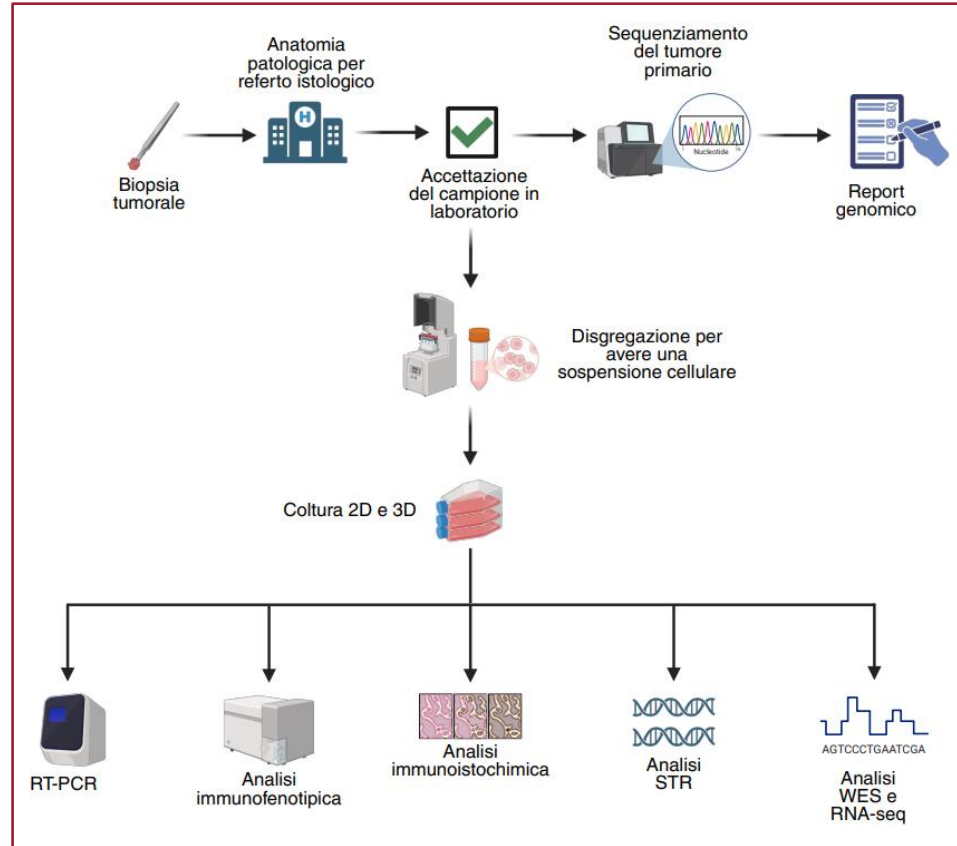 Anatomia
patologica per
referto istologico
Sequenziamento
del tumore
primario
H
Nucleotide
Biopsia
tumorale
Accettazione
del campione in
laboratorio
Report
genomico
Disgregazione per
avere una
sospensione cellulare
Coltura 2D e 3D
RT-PCR
Analisi
immunofenotipica
Analisi
immunoistochimica
Analisi
STR
AGTCCCTGAATCGA
Analisi
WES e
RNA-seq